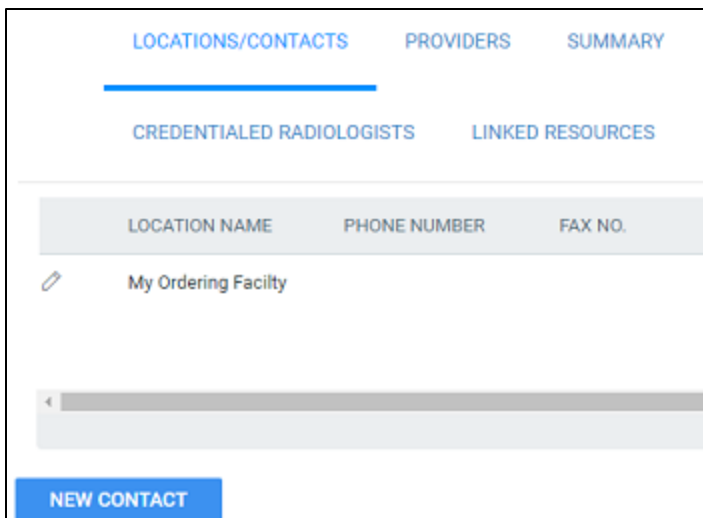 LOCATIONS/CONTACTS PROVIDERS SUMMARY
CREDENTIALED RADIOLOGISTS LINKED RESOURCES
LOCATION NAME PHONE NUMBER FAX NO.
My Ordering Facilty
NEW CONTACT